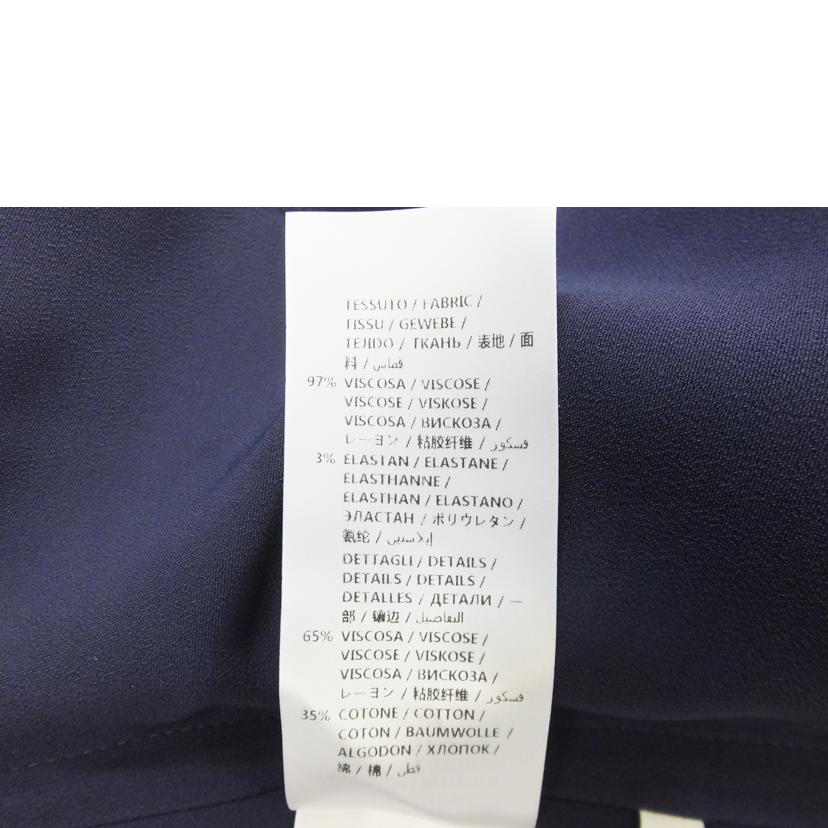 TESSUTO / FABRIC /
TISSU / GEWEBE /
TEJIDO / ТКАНЬ / 表地 / 面
料 / قماش
97% VISCOSA / VISCOSE /
VISCOSE / VISKOSE /
VISCOSA / ВИСКОЗА /
レーヨン / 粘胶纤维 / فسكوز
3% ELASTAN / ELASTANE /
ELASTHANNE /
ELASTHAN / ELASTANO /
ЭЛАСТАН / ポリウレタン /
氨纶 / إيلاستين
DETTAGLI / DETAILS /
DETAILS / DETAILS /
DETALLES / ДЕТАЛИ / 一
部 / 镶边 / التفاصيل
65% VISCOSA / VISCOSE /
VISCOSE / VISKOSE /
VISCOSA / ВИСКОЗА /
レーヨン / 粘胶纤维 / فسكوز
35% COTONE / COTTON /
COTON / BAUMWOLLE /
ALGODON / ХЛОПОК /
綿 / 棉 / قطن